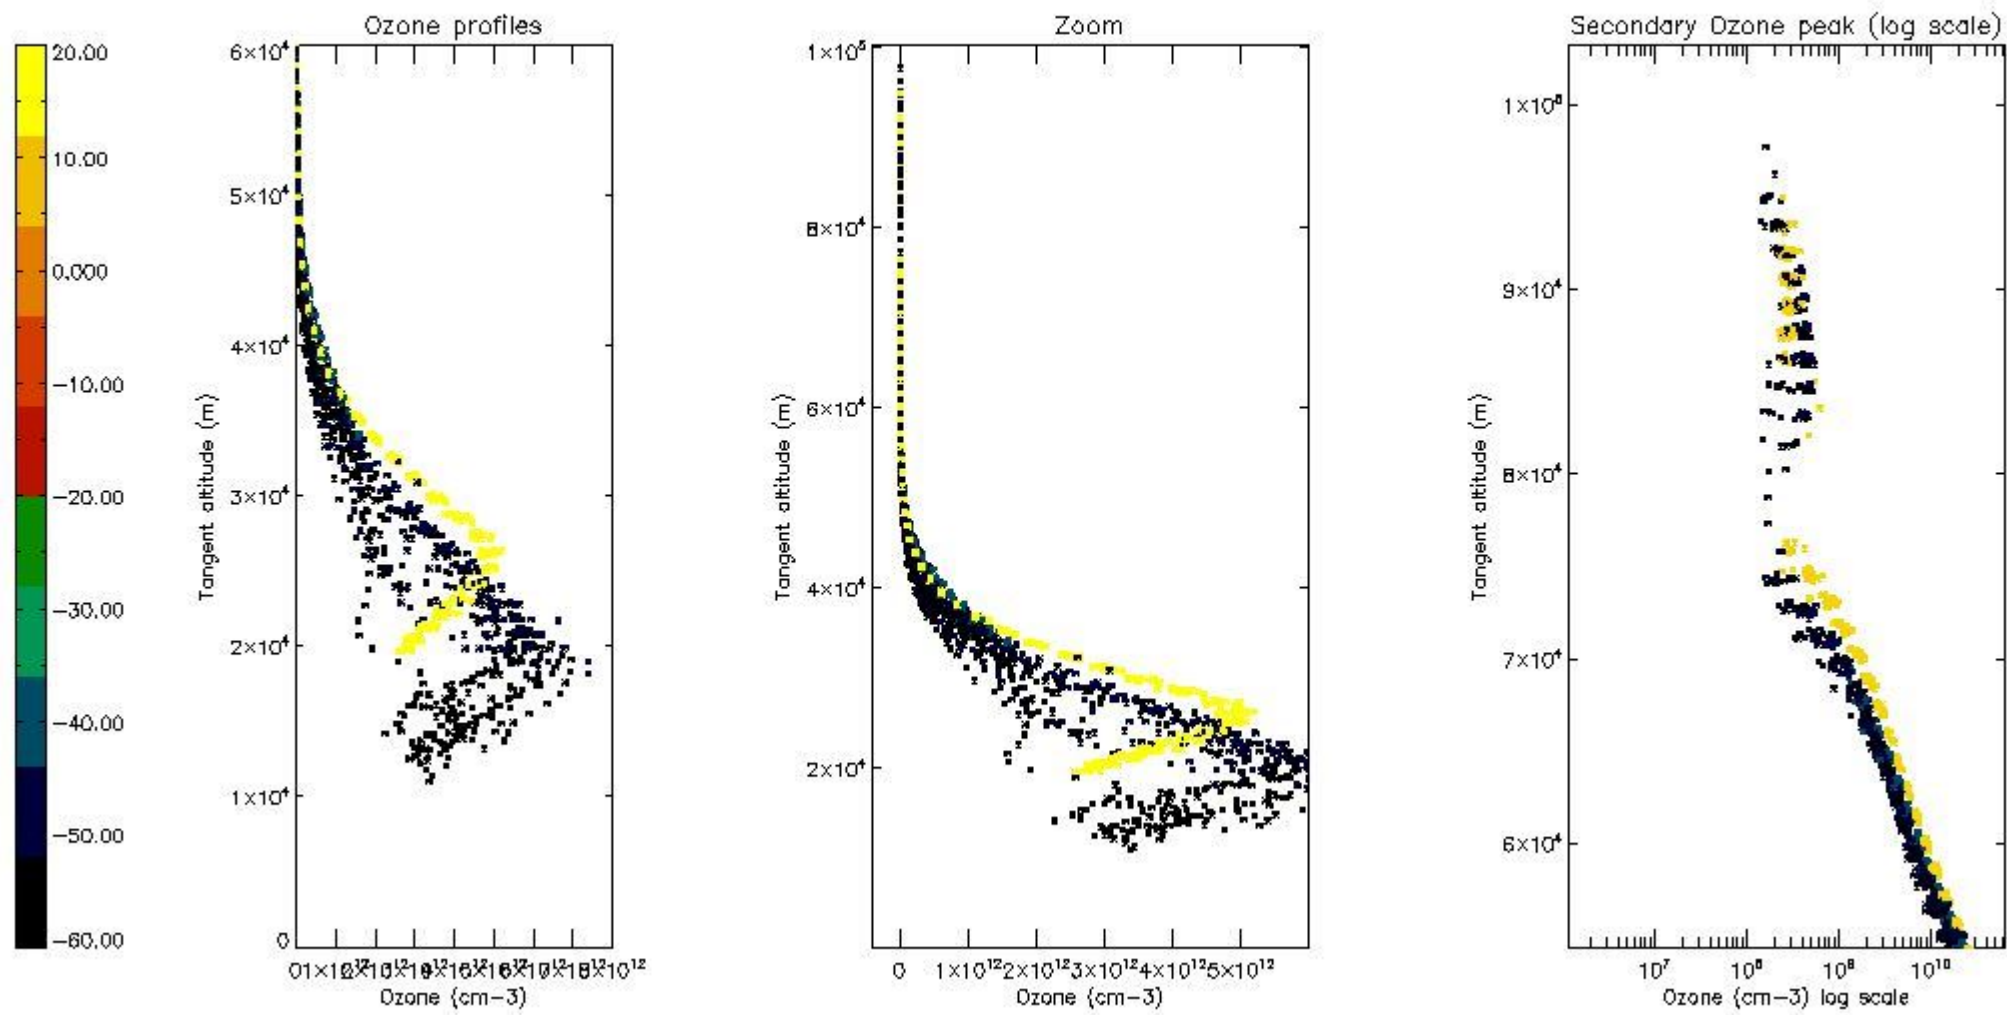 Ozone profiles
Zoom
Secondary Ozone peak (log scale)
20.00
10.00
0.000
−10.00
−20.00
−30.00
−40.00
−50.00
−60.00
6×10⁴
5×10⁴
4×10⁴
3×10⁴
2×10⁴
1×10⁴
0
Tangent altitude (m)
Ozone (cm−3)
1×10⁵
8×10⁴
6×10⁴
4×10⁴
2×10⁴
Tangent altitude (m)
0 1×10¹² 2×10¹² 3×10¹² 4×10¹² 5×10¹²
Ozone (cm−3)
9×10⁴
8×10⁴
7×10⁴
6×10⁴
Tangent altitude (m)
10⁷ 10⁸ 10⁹ 10¹⁰
Ozone (cm−3) log scale